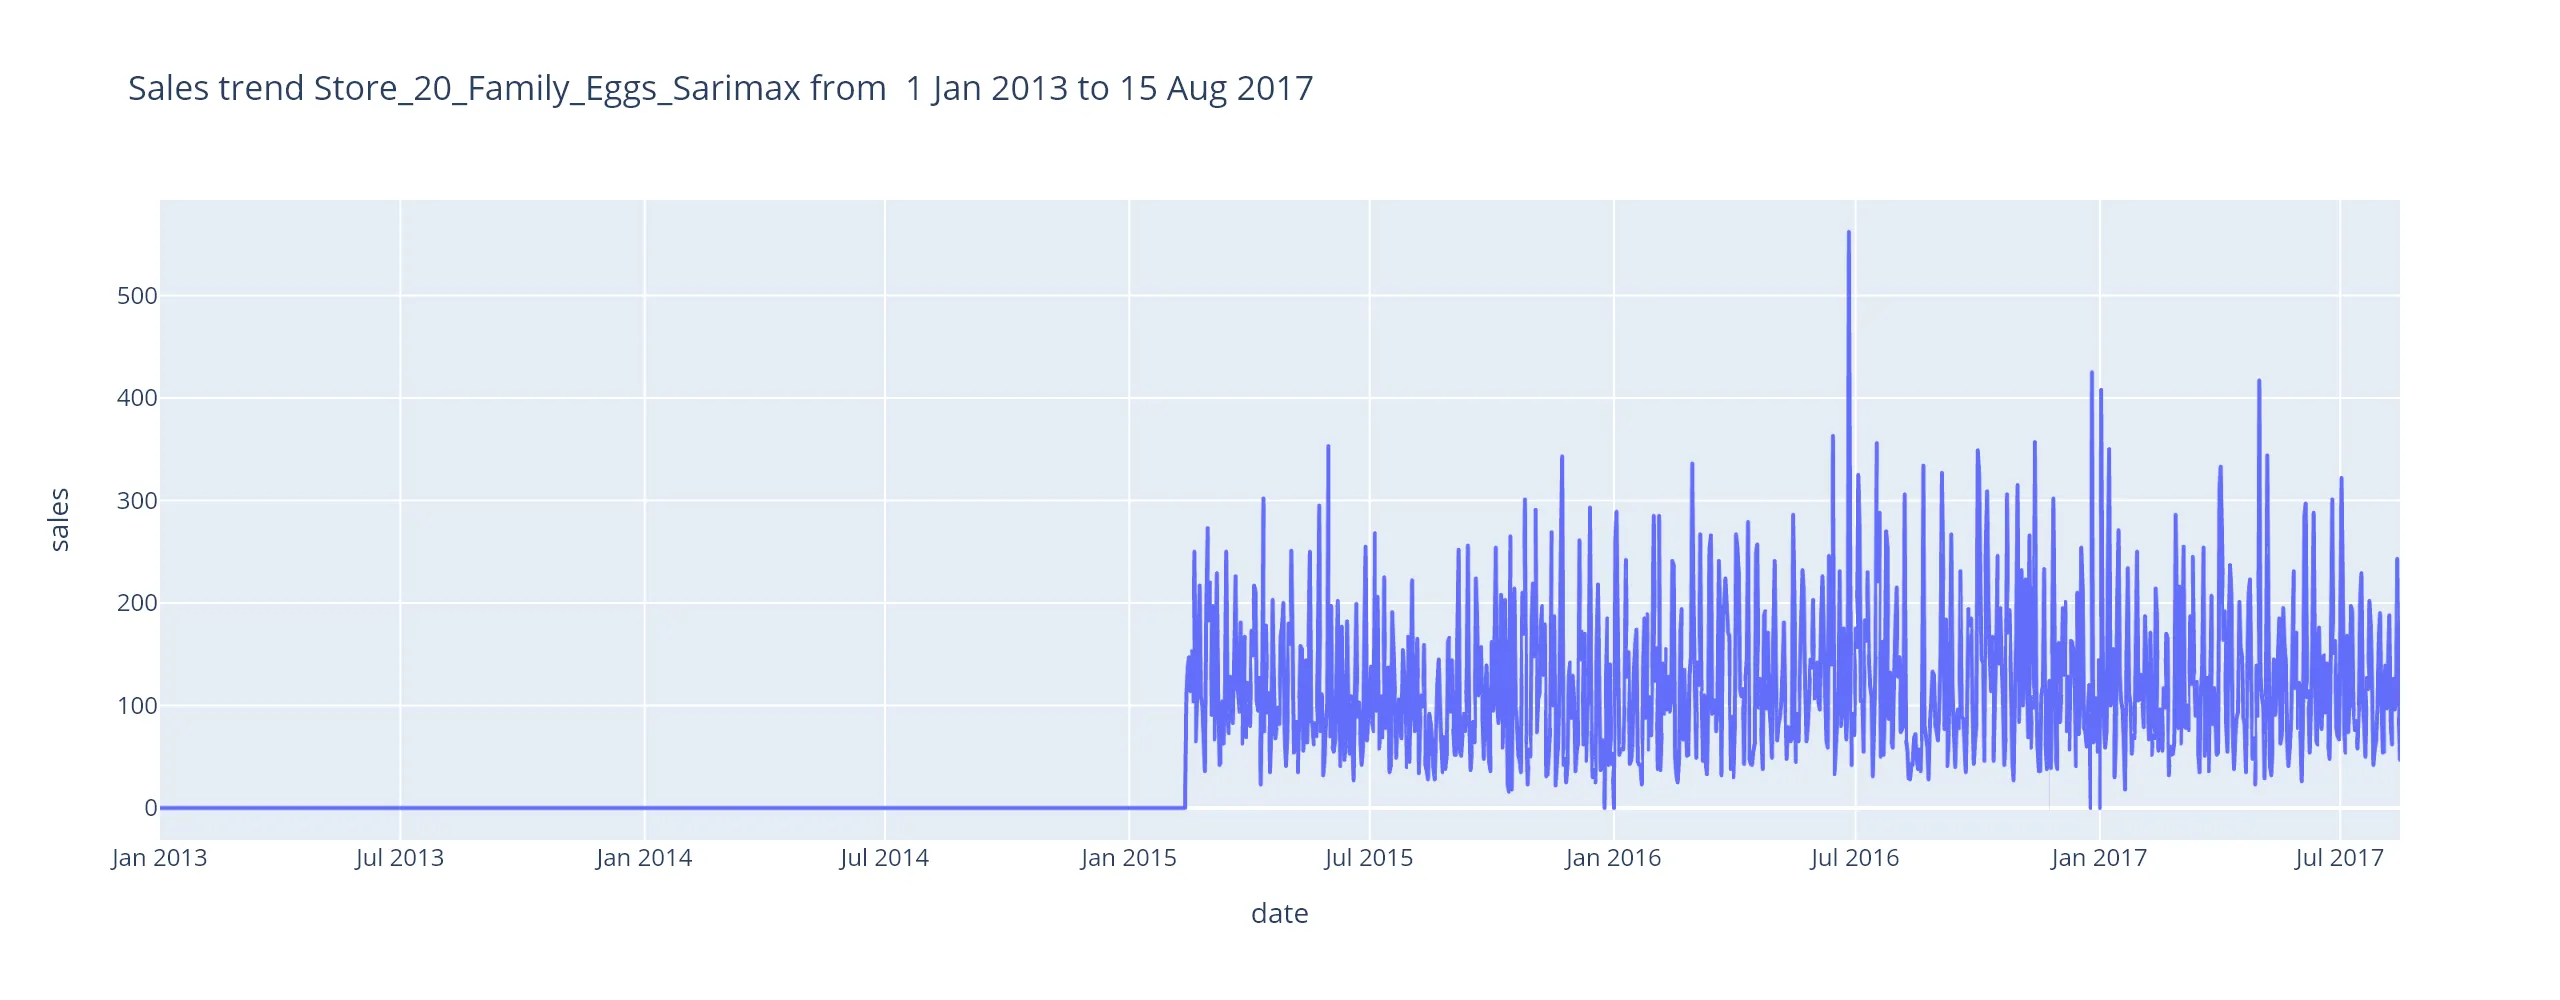 Sales trend Store_20_Family_Eggs_Sarimax from  1 Jan 2013 to 15 Aug 2017
500
400
300
200
100
0
sales
Jan 2013 Jul 2013 Jan 2014 Jul 2014 Jan 2015 Jul 2015 Jan 2016 Jul 2016 Jan 2017 Jul 2017
date